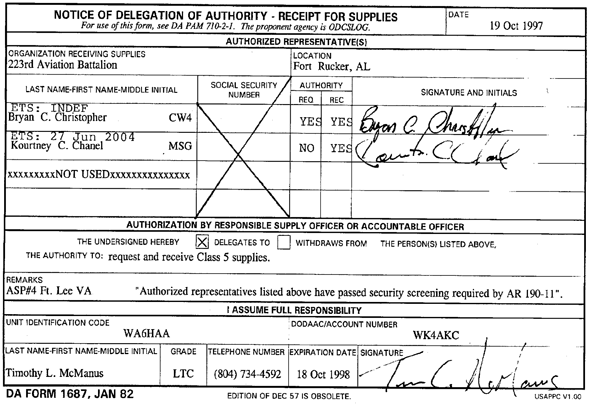 NOTICE OF DELEGATION OF AUTHORITY - RECEIPT FOR SUPPLIES
For use of this form, see DA PAM 710-2-1. The proponent agency is ODCSLOG.
DATE
19 Oct 1997
AUTHORIZED REPRESENTATIVE(S)
ORGANIZATION RECEIVING SUPPLIES
223rd Aviation Battalion
LOCATION
Fort Rucker, AL
LAST NAME-FIRST NAME-MIDDLE INITIAL
SOCIAL SECURITY NUMBER
AUTHORITY
REQ REC
SIGNATURE AND INITIALS
ETS: INDEF
Bryan C. Christopher CW4 YES YES Bryan C. Christopher
ETS: 27 Jun 2004
Kourtney C. Chanel MSG NO YES
xxxxxxxxxNOT USEDxxxxxxxxxxxxxxx
AUTHORIZATION BY RESPONSIBLE SUPPLY OFFICER OR ACCOUNTABLE OFFICER
THE UNDERSIGNED HEREBY X DELEGATES TO WITHDRAWS FROM THE PERSON(S) LISTED ABOVE,
THE AUTHORITY TO: request and receive Class 5 supplies.
REMARKS
ASP#4 Ft. Lee VA "Authorized representatives listed above have passed security screening required by AR 190-11".
I ASSUME FULL RESPONSIBILITY
UNIT IDENTIFICATION CODE
WA6HAA
DODAAC/ACCOUNT NUMBER
WK4AKC
LAST NAME-FIRST NAME-MIDDLE INITIAL GRADE TELEPHONE NUMBER EXPIRATION DATE SIGNATURE
Timothy L. McManus LTC (804) 734-4592 18 Oct 1998
DA FORM 1687, JAN 82 EDITION OF DEC 57 IS OBSOLETE. USAPPC V1.00